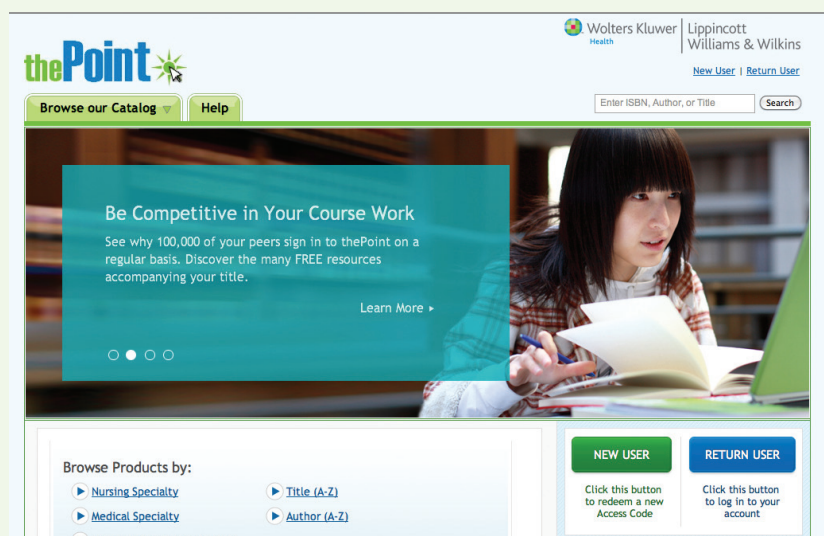 Wolters Kluwer
Health
Lippincott
Williams & Wilkins
thePoint
New User | Return User
Browse our Catalog
Help
Enter ISBN, Author, or Title
Search
Be Competitive in Your Course Work
See why 100,000 of your peers sign in to thePoint on a
regular basis. Discover the many FREE resources
accompanying your title.
Learn More
Browse Products by:
Nursing Specialty
Title (A-Z)
Medical Specialty
Author (A-Z)
NEW USER
Click this button
to redeem a new
Access Code
RETURN USER
Click this button
to log in to your
account